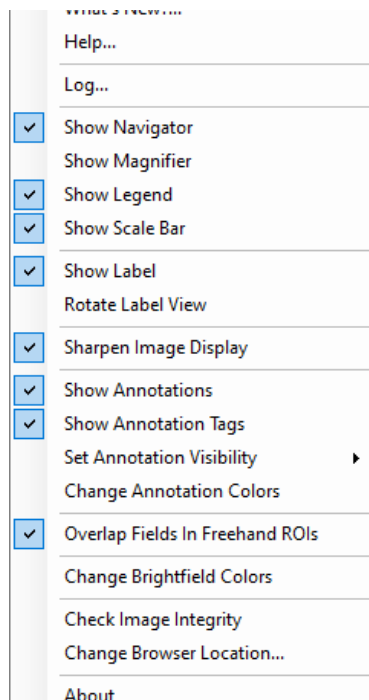 What's New?...
Help...
Log...
Show Navigator
Show Magnifier
Show Legend
Show Scale Bar
Show Label
Rotate Label View
Sharpen Image Display
Show Annotations
Show Annotation Tags
Set Annotation Visibility
Change Annotation Colors
Overlap Fields In Freehand ROIs
Change Brightfield Colors
Check Image Integrity
Change Browser Location...
About